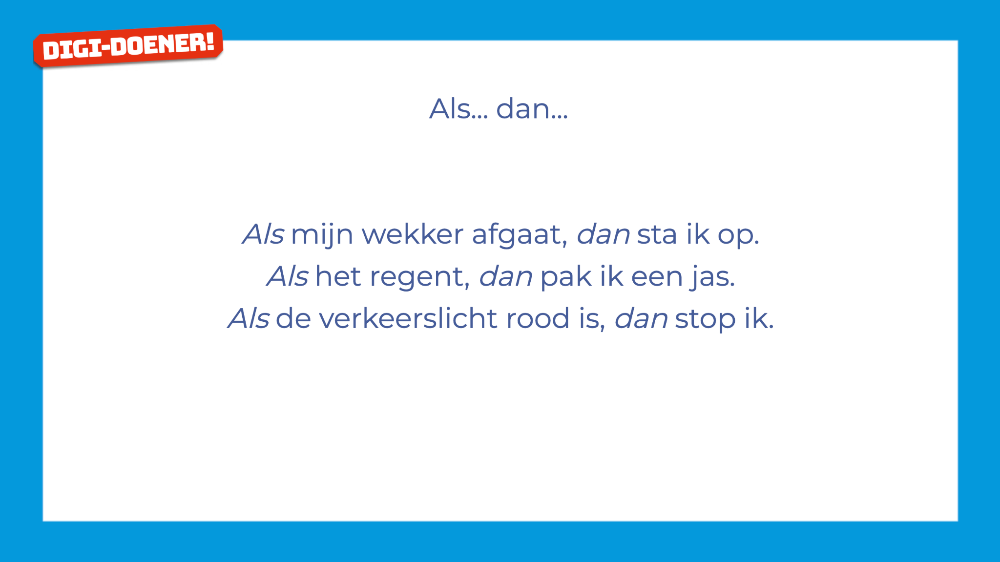 DIGI-DOENER!
Als... dan...
Als mijn wekker afgaat, dan sta ik op.
Als het regent, dan pak ik een jas.
Als de verkeerslicht rood is, dan stop ik.